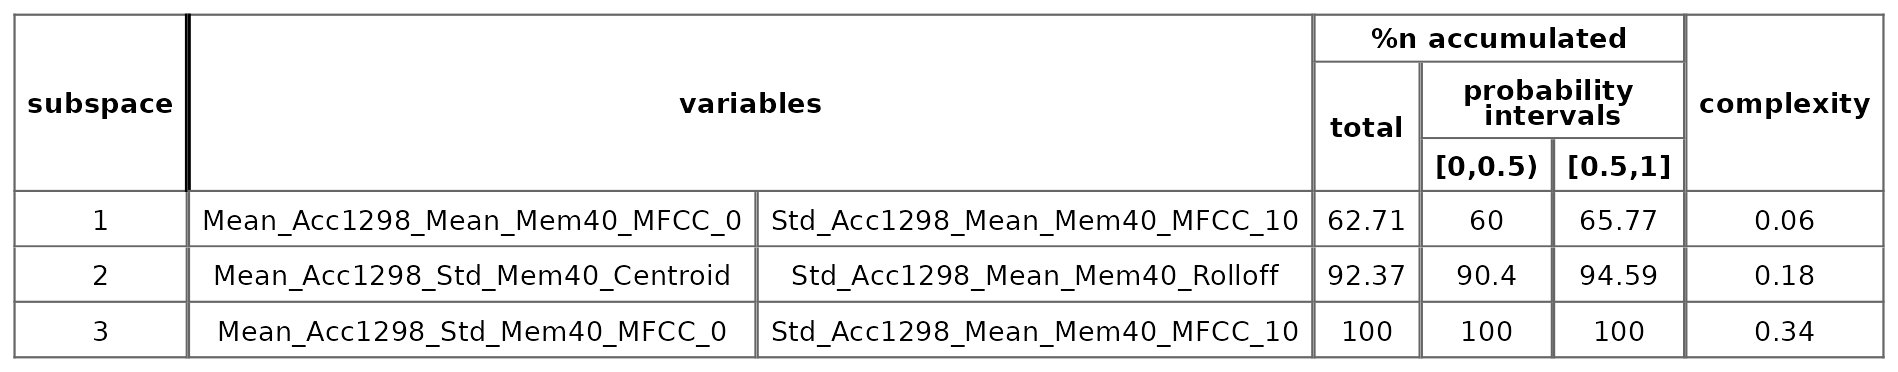 subspace variables %n accumulated complexity
total probability
intervals
[0,0.5) [0.5,1]
1 Mean_Acc1298_Mean_Mem40_MFCC_0 Std_Acc1298_Mean_Mem40_MFCC_10 62.71 60 65.77 0.06
2 Mean_Acc1298_Std_Mem40_Centroid Std_Acc1298_Mean_Mem40_Rolloff 92.37 90.4 94.59 0.18
3 Mean_Acc1298_Std_Mem40_MFCC_0 Std_Acc1298_Mean_Mem40_MFCC_10 100 100 100 0.34